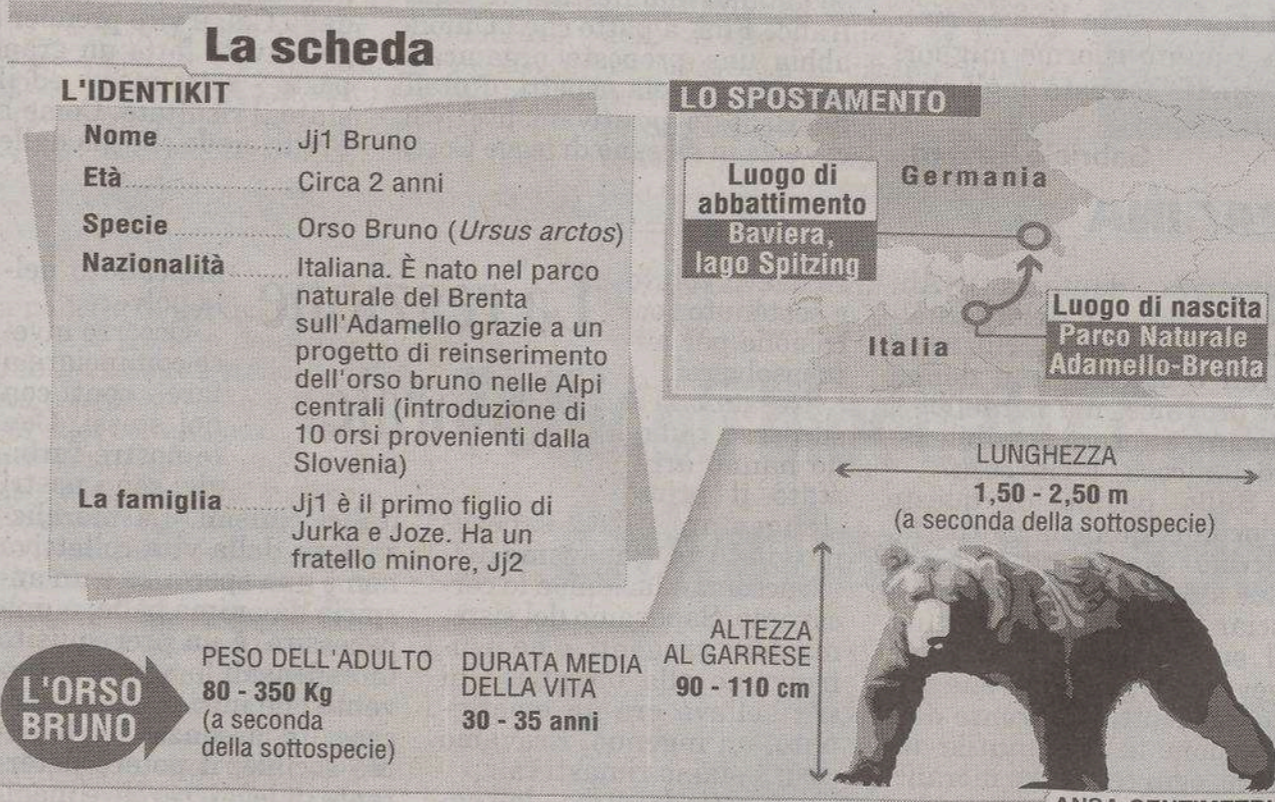 La scheda
L'IDENTIKIT
Nome Jj1 Bruno
Età Circa 2 anni
Specie Orso Bruno (Ursus arctos)
Nazionalità Italiana. È nato nel parco
naturale del Brenta
sull'Adamello grazie a un
progetto di reinserimento
dell'orso bruno nelle Alpi
centrali (introduzione di
10 orsi provenienti dalla
Slovenia)
La famiglia Jj1 è il primo figlio di
Jurka e Joze. Ha un
fratello minore, Jj2
LO SPOSTAMENTO
Luogo di
abbattimento
Baviera,
lago Spitzing
Germania
Italia
Luogo di nascita
Parco Naturale
Adamello-Brenta
L'ORSO
BRUNO
PESO DELL'ADULTO
80 - 350 Kg
(a seconda
della sottospecie)
DURATA MEDIA
DELLA VITA
30 - 35 anni
ALTEZZA
AL GARRESE
90 - 110 cm
LUNGHEZZA
1,50 - 2,50 m
(a seconda della sottospecie)